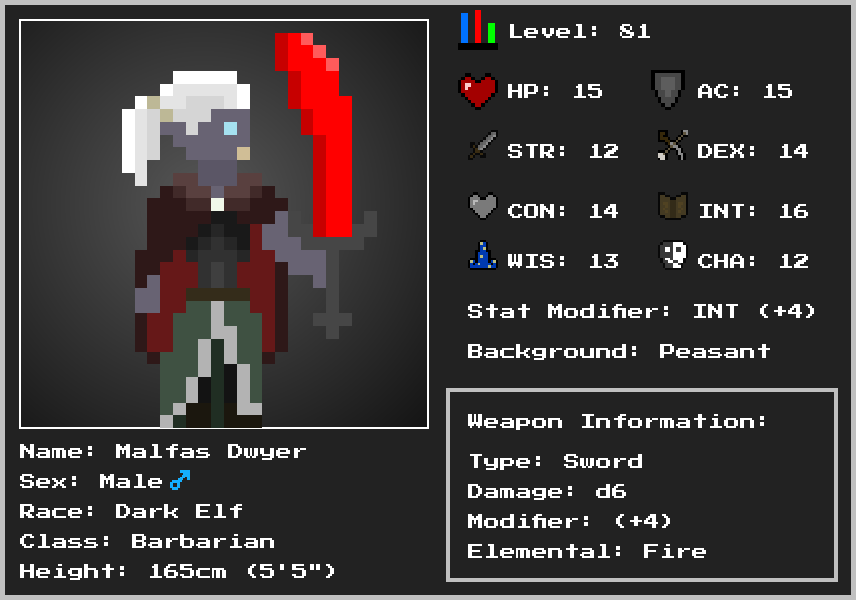 Level: 81
HP: 15 AC: 15
STR: 12 DEX: 14
CON: 14 INT: 16
WIS: 13 CHA: 12
Stat Modifier: INT (+4)
Background: Peasant
Weapon Information:
Type: Sword
Damage: d6
Modifier: (+4)
Elemental: Fire
Name: Malfas Dwyer
Sex: Male ♂
Race: Dark Elf
Class: Barbarian
Height: 165cm (5'5")